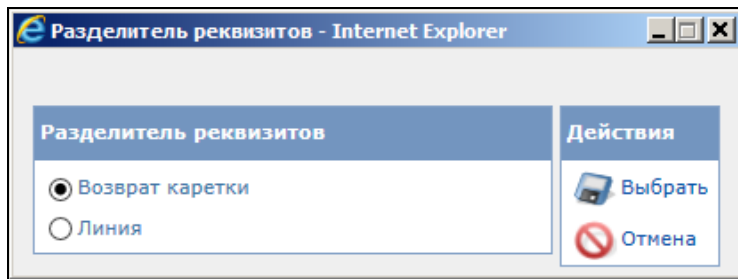 Разделитель реквизитов - Internet Explorer
Разделитель реквизитов
Действия
Возврат каретки
Выбрать
Линия
Отмена